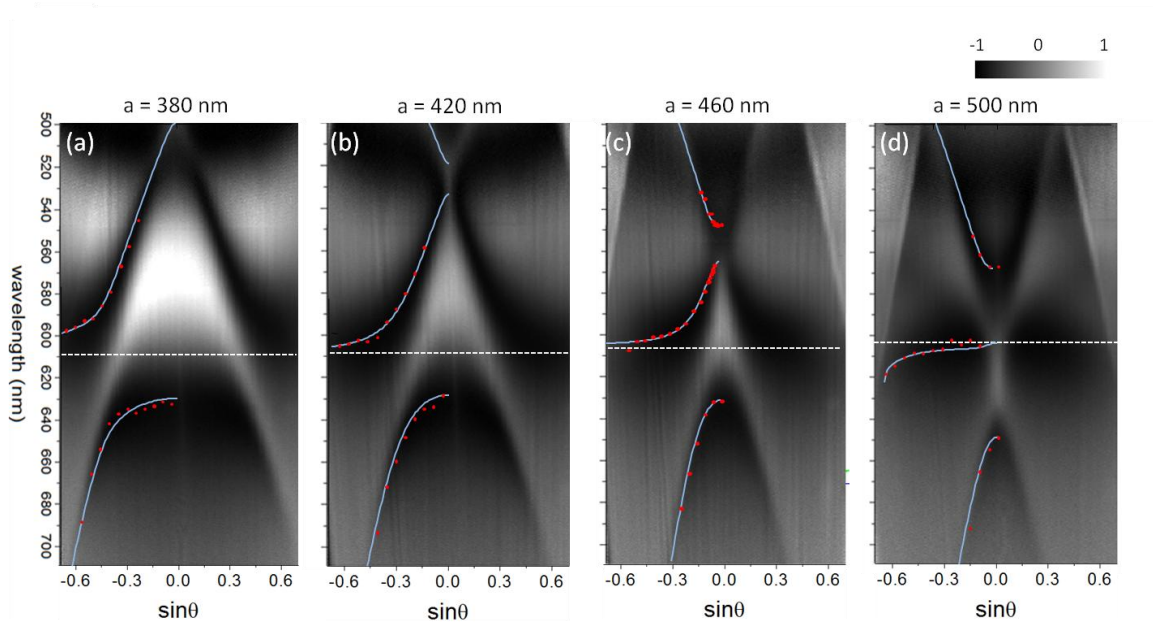 -1 0 1
a = 380 nm a = 420 nm a = 460 nm a = 500 nm
(a) (b) (c) (d)
500
520
540
560
580
600
620
640
660
680
700
wavelength (nm)
-0.6 -0.3 0.0 0.3 0.6 -0.6 -0.3 0.0 0.3 0.6 -0.6 -0.3 0.0 0.3 0.6 -0.6 -0.3 0.0 0.3 0.6
sinθ sinθ sinθ sinθ